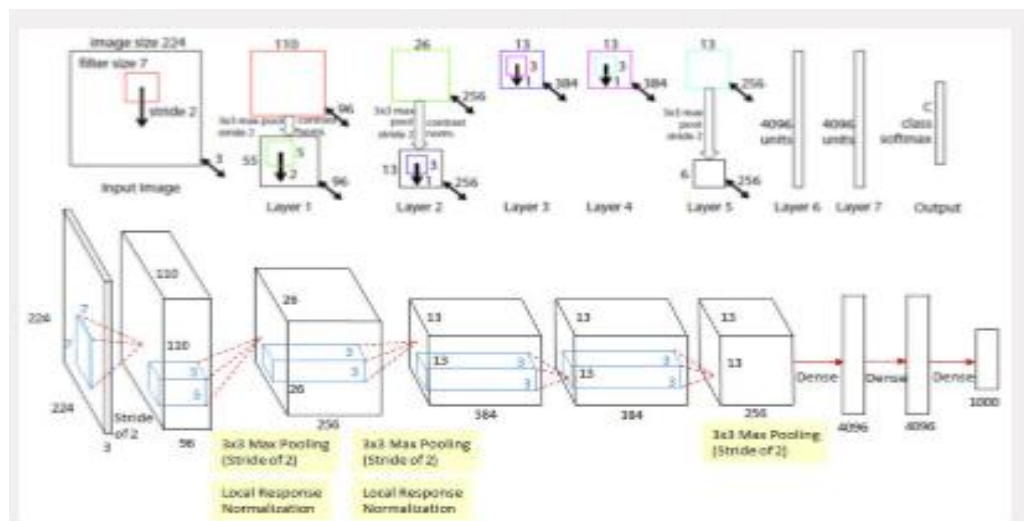 image size 224
110
26
13
13
13
filter size 7
stride 2
3
1
384
3
1
384
96
256
256
3x3 max pool
stride 2
contrast
norm.
3x3 max
pool
stride 2
contrast
norm.
3x3 max
pool
stride 2
4096
units
4096
units
C
class
softmax
3
55
5
2
96
13
3
1
256
6
256
Input Image
Layer 1
Layer 2
Layer 3
Layer 4
Layer 5
Layer 6
Layer 7
Output
224
7
7
224
3
Stride
of 2
110
110
5
5
96
26
26
3
3
256
13
13
3
3
384
13
13
3
3
384
13
13
256
Dense
4096
Dense
4096
Dense
1000
3x3 Max Pooling
(Stride of 2)
Local Response
Normalization
3x3 Max Pooling
(Stride of 2)
Local Response
Normalization
3x3 Max Pooling
(Stride of 2)